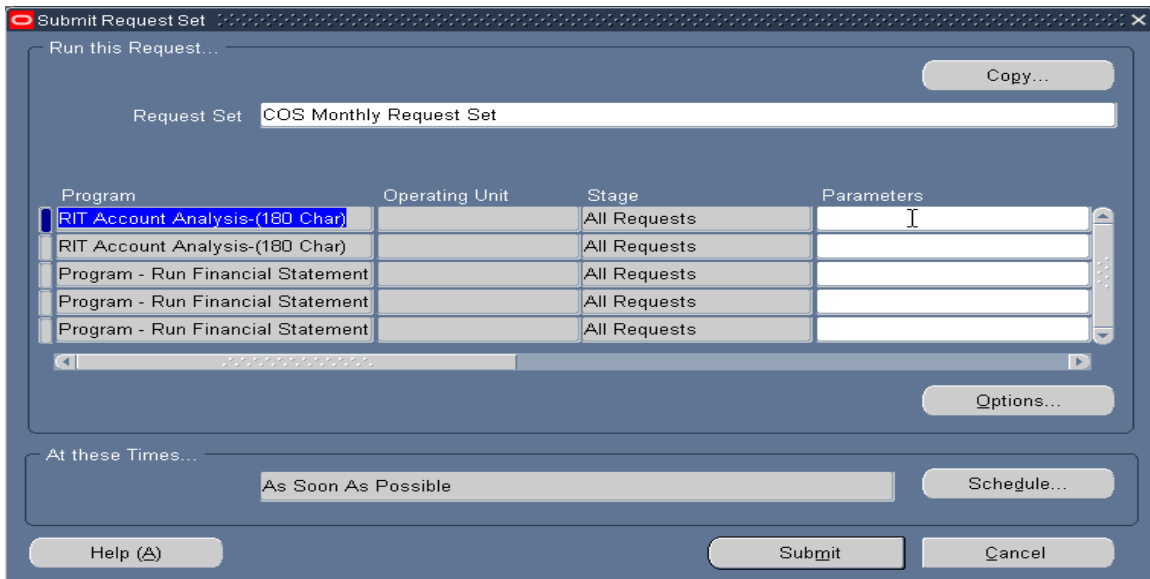 Submit Request Set
Run this Request...
Copy...
Request Set COS Monthly Request Set
Program Operating Unit Stage Parameters
RIT Account Analysis-(180 Char) All Requests
RIT Account Analysis-(180 Char) All Requests
Program - Run Financial Statement All Requests
Program - Run Financial Statement All Requests
Program - Run Financial Statement All Requests
Options...
At these Times...
As Soon As Possible Schedule...
Help (A) Submit Cancel